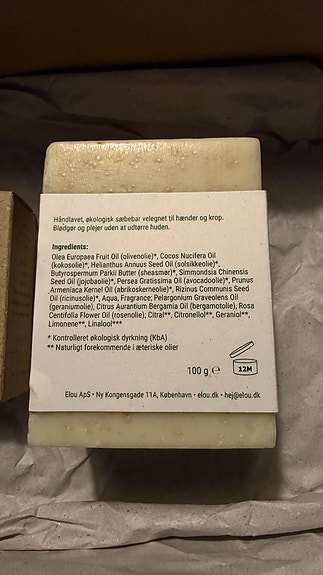 Håndlavet, økologisk sæbebar velegnet til hænder og krop.
Blødgør og plejer uden at udtørre huden.
Ingredients:
Olea Europaea Fruit Oil (olivenolie)*, Cocos Nucifera Oil
(kokosolie)*, Helianthus Annuus Seed Oil (solsikkeolie)*,
Butyrospermum Parkii Butter (sheasmør)*, Simmondsia Chinensis
Seed Oil (jojobaolie)*, Persea Gratissima Oil (avocadoolie)*, Prunus
Armeniaca Kernel Oil (abrikoskerneolie)*, Rizinus Communis Seed
Oil (ricinusolie)*, Aqua, Fragrance; Pelargonium Graveolens Oil
(geraniumolie), Citrus Aurantium Bergamia Oil (bergamotolie), Rosa
Centifolia Flower Oil (rosenolie); Citral**, Citronellol**, Geraniol**,
Limonene**, Linalool***
* Kontrolleret økologisk dyrkning (KbA)
** Naturligt forekommende i æteriske olier
100 g ℮
12M
Elou ApS • Ny Kongensgade 11A, København • elou.dk • hej@elou.dk